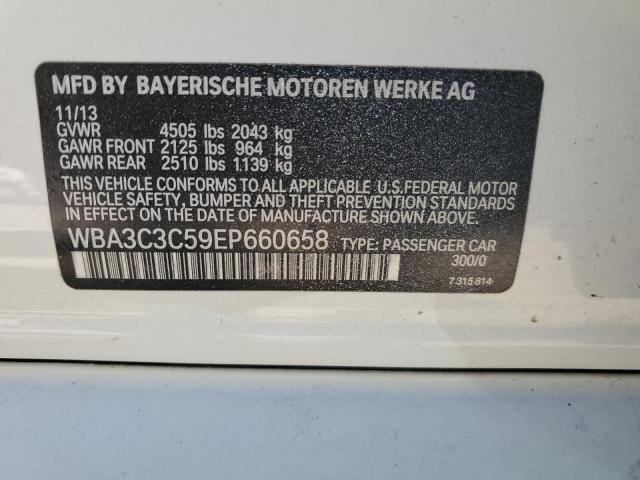 MFD BY BAYERISCHE MOTOREN WERKE AG
11/13
GVWR 4505 lbs 2043 kg
GAWR FRONT 2125 lbs 964 kg
GAWR REAR 2510 lbs 1.139 kg
THIS VEHICLE CONFORMS TO ALL APPLICABLE U.S.FEDERAL MOTOR
VEHICLE SAFETY, BUMPER AND THEFT PREVENTION STANDARDS
IN EFFECT ON THE DATE OF MANUFACTURE SHOWN ABOVE.
WBA3C3C59EP660658 TYPE: PASSENGER CAR
300/0
7 315 814